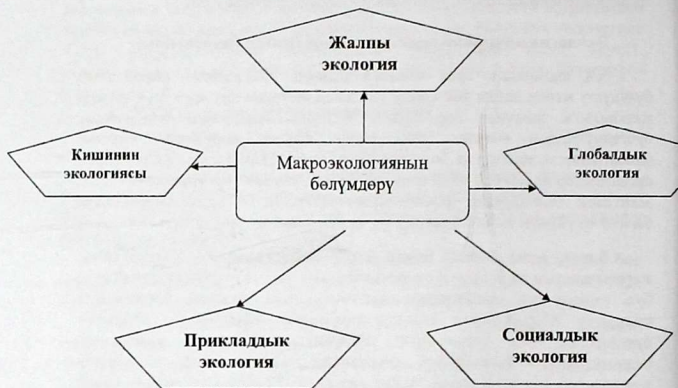 Жалпы
экология
Кишинин
экологиясы
Макроэкологиянын
бөлүмдөрү
Глобалдык
экология
Прикладдык
экология
Социалдык
экология